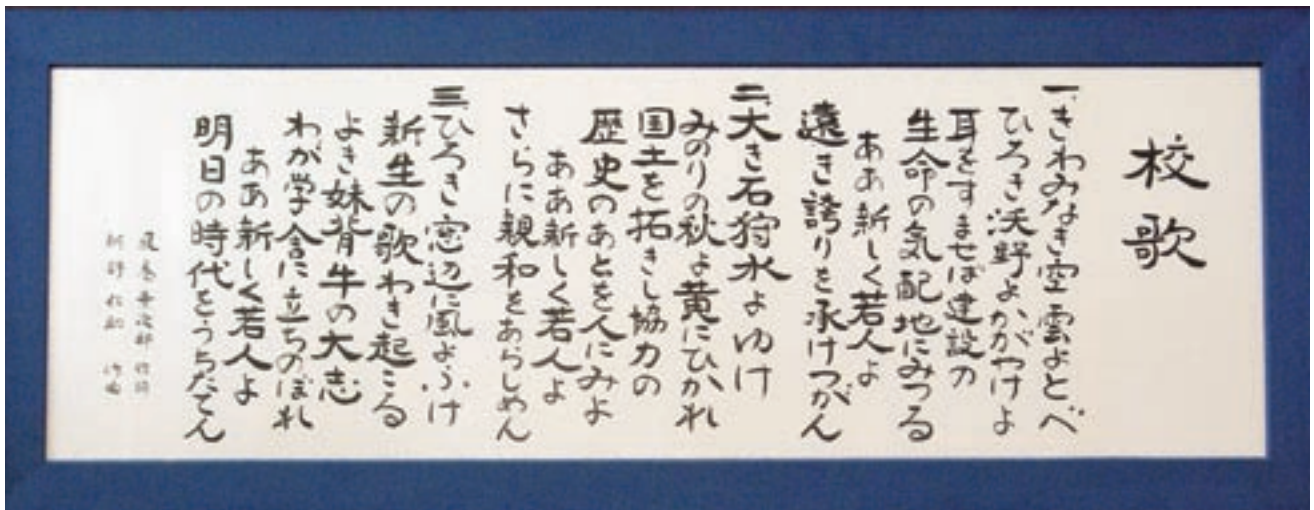 校歌
一、きわみなき空雲よとべ
ひろき沃野よかがやけよ
耳をすませば建設の
生命の気配地にみつる
ああ新しく若人よ
遠き誇りを承けつがん
二、大き石狩水よゆけ
みのりの秋よ黄にひかれ
国土を拓きし協力の
歴史のあとを人にみよ
ああ新しく若人よ
さらに親和をあらしめん
三、ひろき窓辺に風よふけ
新生の歌わき起こる
よき妹背牛の大志
わが学舎に立ちのぼれ
ああ新しく若人よ
明日の時代をうちたてん
作詞
作曲